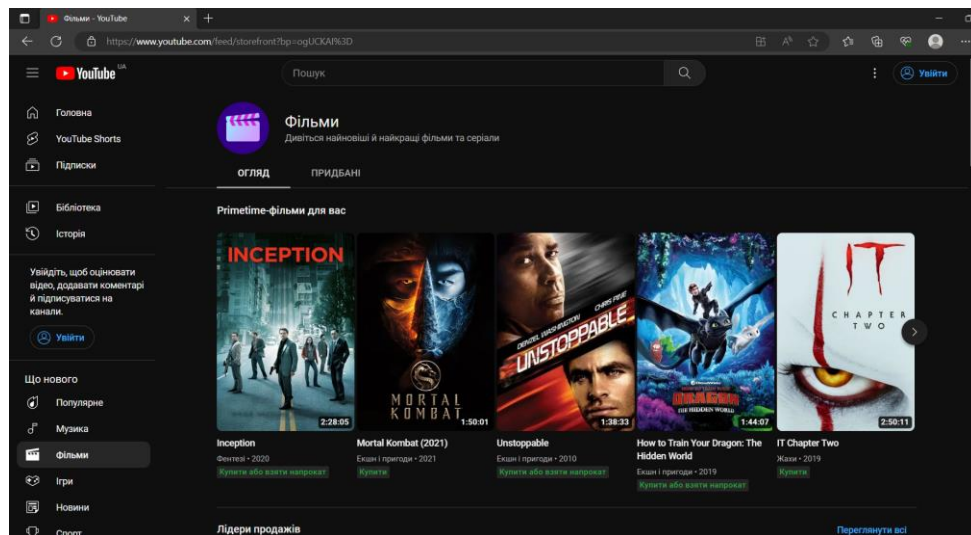 Фільми - YouTube
https://www.youtube.com/feed/storefront?bp=ogUCKAI%3D
YouTube UA
Пошук
Увійти
Головна
YouTube Shorts
Підписки
Бібліотека
Історія
Увійдіть, щоб оцінювати
відео, додавати коментарі
й підписуватися на
канали.
Увійти
Що нового
Популярне
Музика
Фільми
Ігри
Новини
Спорт
Фільми
Дивіться найновіші й найкращі фільми та серіали
ОГЛЯД
ПРИДБАНІ
Primetime-фільми для вас
INCEPTION
2:28:05
Inception
Фентезі • 2020
Купити або взяти напрокат
MORTAL
KOMBAT
1:50:01
Mortal Kombat (2021)
Екшн і пригоди • 2021
Купити
DENZEL WASHINGTON
CHRIS PINE
UNSTOPPABLE
1:38:33
Unstoppable
Екшн і пригоди • 2010
Купити або взяти напрокат
DRAGON
THE HIDDEN WORLD
1:44:07
How to Train Your Dragon: The
Hidden World
Екшн і пригоди • 2019
Купити або взяти напрокат
IT
CHAPTER
TWO
2:50:11
IT Chapter Two
Жахи • 2019
Купити
Лідери продажів
Переглянути всі